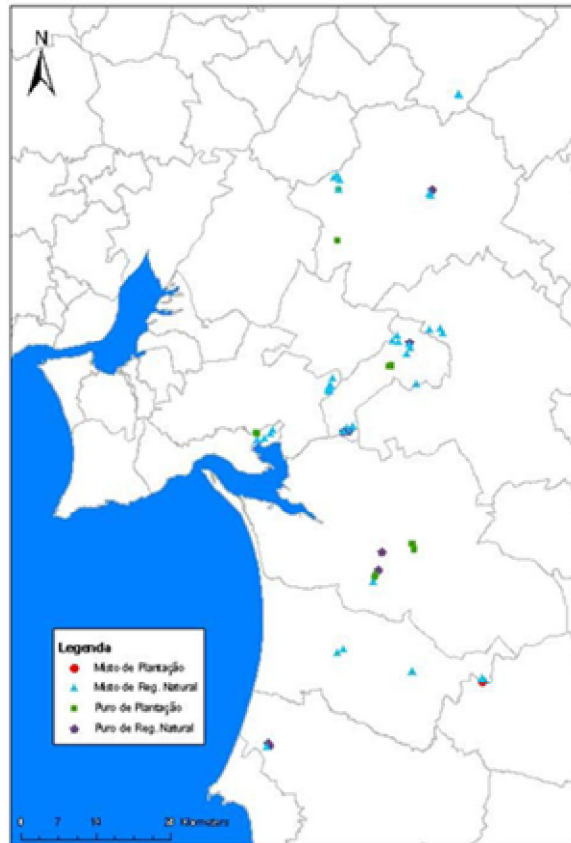 N
Legenda
Misto de Plantação
Misto de Reg. Natural
Puro de Plantação
Puro de Reg. Natural
0 7 14 28 Kilometers